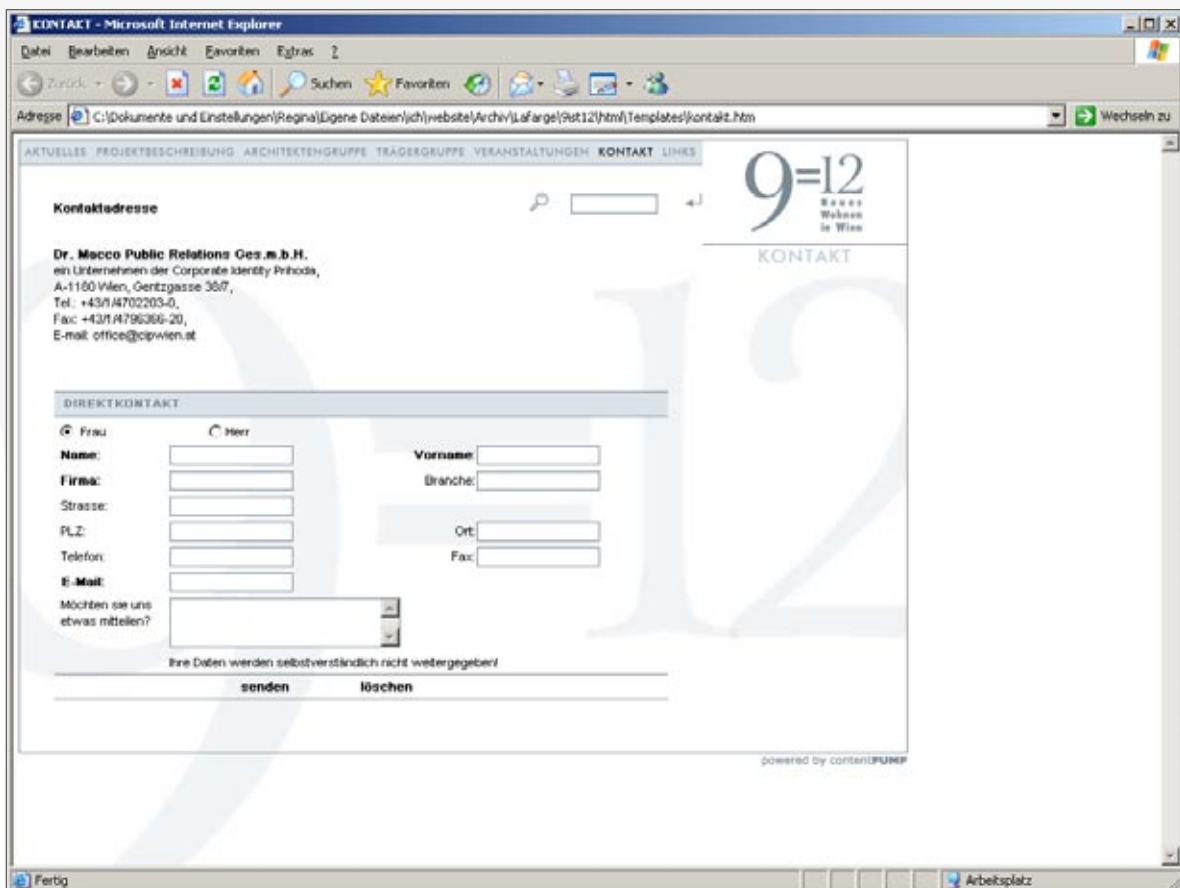 KONTAKT - Microsoft Internet Explorer
Datei Bearbeiten Ansicht Favoriten Extras ?
Zurück Suchen Favoriten
Adresse C:\Dokumente und Einstellungen\Regina\Eigene Dateien\ich\website\Archiv\Lafarge\9ist12\html\Templates\kontakt.htm Wechseln zu
AKTUELLES PROJEKTBESCHREIBUNG ARCHITEKTENGRUPPE TRÄGERGRUPPE VERANSTALTUNGEN KONTAKT LINKS
9=12
Neues
Wohnen
in Wien
KONTAKT
Kontaktadresse
Dr. Mocco Public Relations Ges.m.b.H.
ein Unternehmen der Corporate Identity Prihoda,
A-1180 Wien, Gentzgasse 38/7,
Tel.: +43/1/4702203-0,
Fax: +43/1/4796366-20,
E-mail: office@cipwien.at
DIREKTKONTAKT
Frau Herr
Name: Vorname:
Firma: Branche:
Strasse:
PLZ: Ort:
Telefon: Fax:
E-Mail:
Möchten sie uns
etwas mitteilen?
Ihre Daten werden selbstverständlich nicht weitergegeben!
senden löschen
9=12
powered by contentPUMP
Fertig Arbeitsplatz